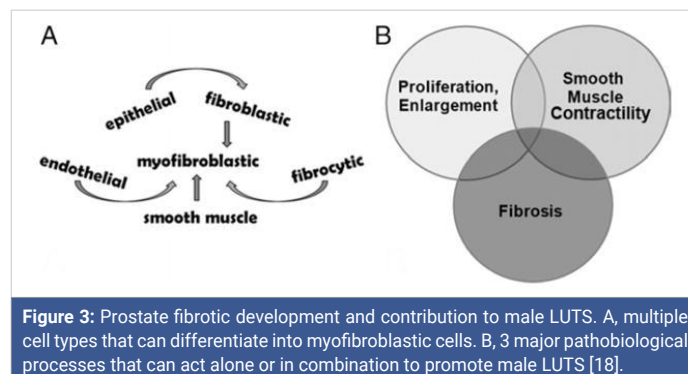 A
epithelial
fibroblastic
endothelial
myofibroblastic
fibrocytic
smooth muscle
B
Proliferation,
Enlargement
Smooth
Muscle
Contractility
Fibrosis
Figure 3: Prostate fibrotic development and contribution to male LUTS. A, multiple
cell types that can differentiate into myofibroblastic cells. B, 3 major pathobiological
processes that can act alone or in combination to promote male LUTS [18].